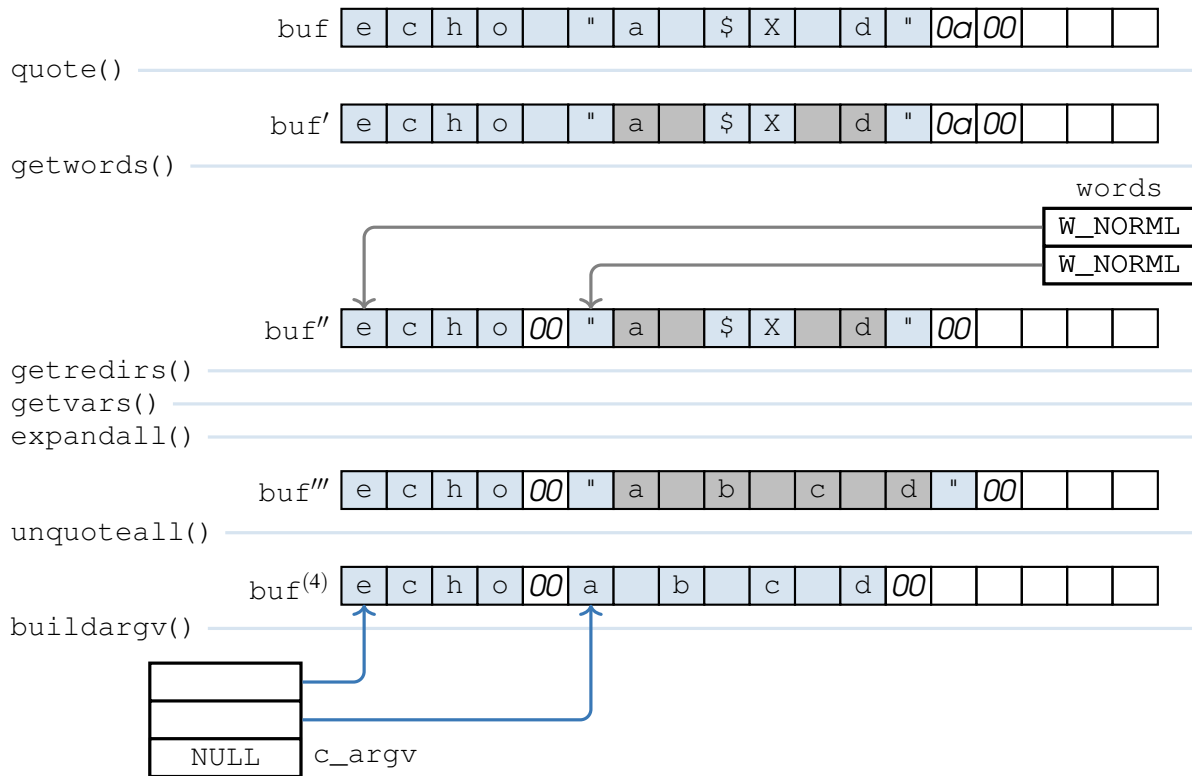 buf e c h o " a $ X d " 0a 00
quote()
buf′ e c h o " a $ X d " 0a 00
getwords()
words
W_NORML
W_NORML
buf″ e c h o 00 " a $ X d " 00
getredirs()
getvars()
expandall()
buf‴ e c h o 00 " a b c d " 00
unquoteall()
buf⁽⁴⁾ e c h o 00 a b c d 00
buildargv()
NULL c_argv